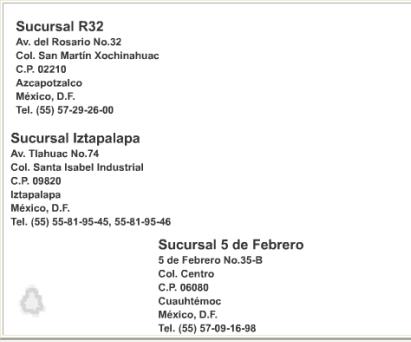 Sucursal R32
Av. del Rosario No.32
Col. San Martín Xochinahuac
C.P. 02210
Azcapotzalco
México, D.F.
Tel. (55) 57-29-26-00
Sucursal Iztapalapa
Av. Tlahuac No.74
Col. Santa Isabel Industrial
C.P. 09820
Iztapalapa
México, D.F.
Tel. (55) 55-81-95-45, 55-81-95-46
Sucursal 5 de Febrero
5 de Febrero No.35-B
Col. Centro
C.P. 06080
Cuauhtémoc
México, D.F.
Tel. (55) 57-09-16-98